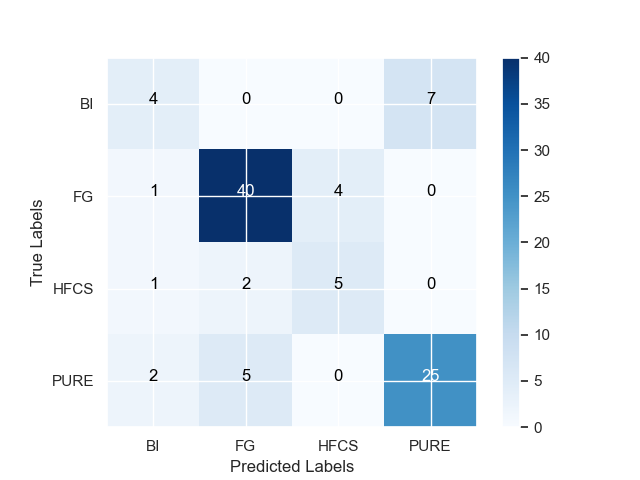 BI 4 0 0 7
FG 1 40 4 0
HFCS 1 2 5 0
PURE 2 5 0 25
BI FG HFCS PURE
Predicted Labels
True Labels
40
35
30
25
20
15
10
5
0